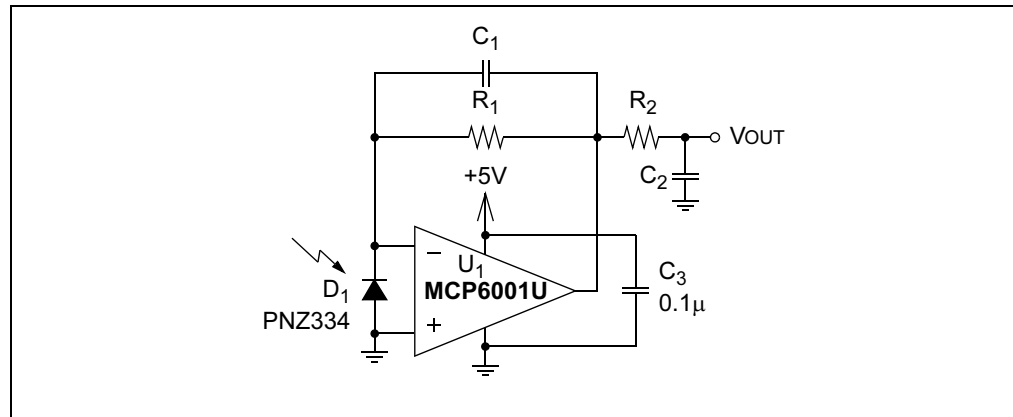 C1
R1
R2
VOUT
+5V
C2
−
U1
C3
D1
MCP6001U
0.1µ
PNZ334
+